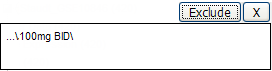 Exclude X
...\100mg BID\